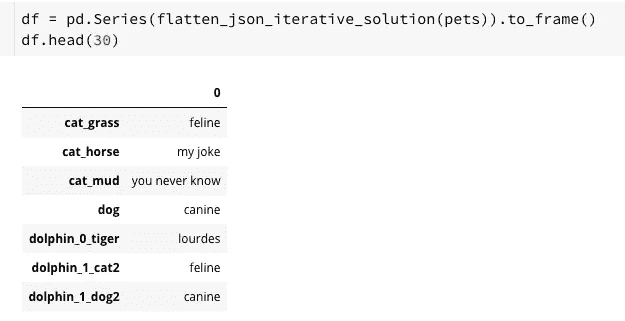 df = pd.Series(flatten_json_iterative_solution(pets)).to_frame()
df.head(30)
0
cat_grass feline
cat_horse my joke
cat_mud you never know
dog canine
dolphin_0_tiger lourdes
dolphin_1_cat2 feline
dolphin_1_dog2 canine